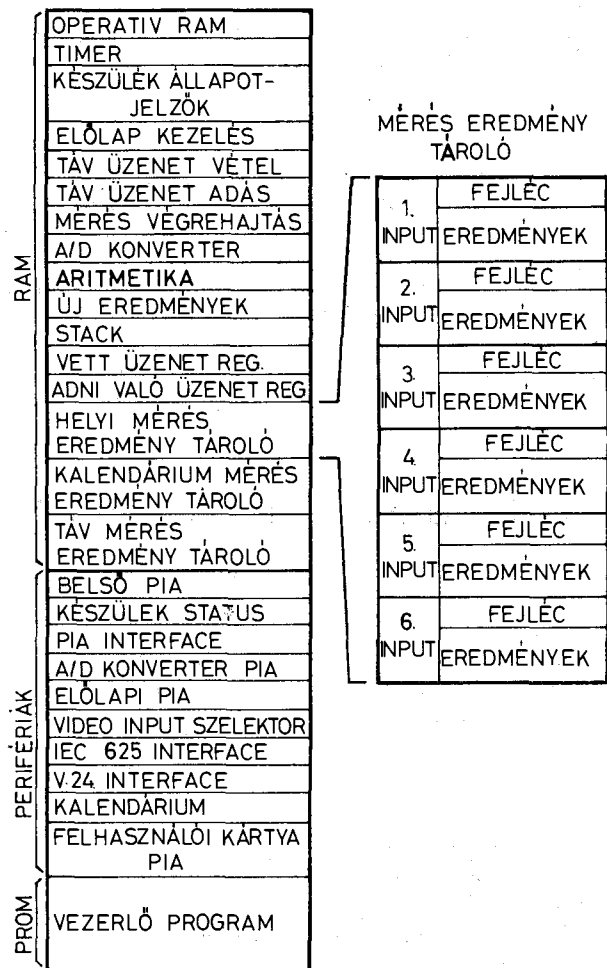 OPERATIV RAM
TIMER
KÉSZÜLÉK ÁLLAPOT-
JELZŐK
ELŐLAP KEZELÉS
TÁV ÜZENET VÉTEL
TÁV ÜZENET ADÁS
MÉRÉS VÉGREHAJTÁS
A/D KONVERTER
ARITMETIKA
ÚJ EREDMÉNYEK
STACK
VETT ÜZENET REG.
ADNI VALÓ ÜZENET REG
HELYI MÉRÉS
EREDMÉNY TÁROLÓ
KALENDÁRIUM MÉRÉS
EREDMÉNY TÁROLÓ
TÁV MÉRÉS
EREDMÉNY TÁROLÓ
RAM
BELSŐ PIA
KÉSZÜLÉK STATUS
PIA INTERFACE
A/D KONVERTER PIA
ELŐLAPI PIA
VIDEO INPUT SZELEKTOR
IEC 625 INTERFACE
V.24. INTERFACE
KALENDÁRIUM
FELHASZNÁLÓI KÁRTYA
PIA
PERIFÉRIÁK
VEZERLŐ PROGRAM
PROM
MÉRÉS EREDMÉNY
TÁROLÓ
1.
INPUT
FEJLÉC
EREDMÉNYEK
2.
INPUT
FEJLÉC
EREDMÉNYEK
3.
INPUT
FEJLÉC
EREDMÉNYEK
4.
INPUT
FEJLÉC
EREDMÉNYEK
5.
INPUT
FEJLÉC
EREDMÉNYEK
6.
INPUT
FEJLÉC
EREDMÉNYEK